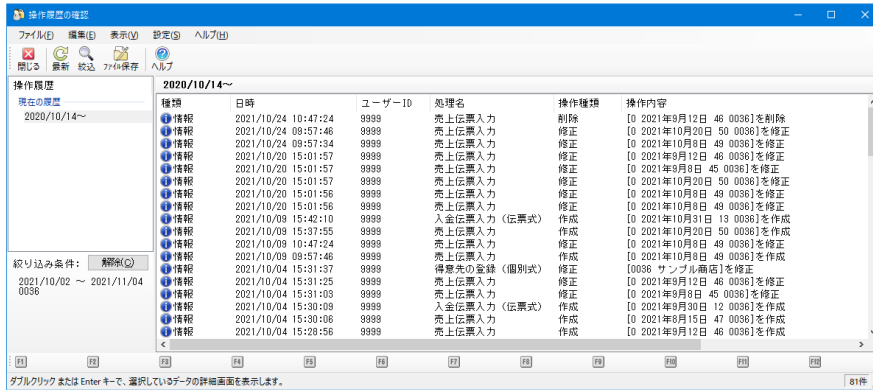 操作履歴の確認
ファイル(F) 編集(E) 表示(V) 設定(S) ヘルプ(H)
閉じる 最新 絞込 ファイル保存 ヘルプ
操作履歴 2020/10/14～
現在の履歴
2020/10/14～
種類 日時 ユーザーID 処理名 操作種類 操作内容
情報 2021/10/24 10:47:24 9999 売上伝票入力 削除 [0 2021年9月12日 46 0036]を削除
情報 2021/10/24 09:57:46 9999 売上伝票入力 修正 [0 2021年10月20日 50 0036]を修正
情報 2021/10/24 09:57:34 9999 売上伝票入力 修正 [0 2021年10月8日 49 0036]を修正
情報 2021/10/20 15:01:57 9999 売上伝票入力 修正 [0 2021年9月12日 46 0036]を修正
情報 2021/10/20 15:01:57 9999 売上伝票入力 修正 [0 2021年9月8日 45 0036]を修正
情報 2021/10/20 15:01:57 9999 売上伝票入力 修正 [0 2021年10月20日 50 0036]を修正
情報 2021/10/20 15:01:56 9999 売上伝票入力 修正 [0 2021年10月8日 49 0036]を修正
情報 2021/10/20 15:01:56 9999 売上伝票入力 修正 [0 2021年10月8日 49 0036]を修正
情報 2021/10/09 15:42:10 9999 入金伝票入力（伝票式） 作成 [0 2021年10月31日 13 0036]を作成
情報 2021/10/09 15:37:55 9999 売上伝票入力 作成 [0 2021年10月20日 50 0036]を作成
情報 2021/10/09 10:47:24 9999 売上伝票入力 修正 [0 2021年10月8日 49 0036]を修正
情報 2021/10/09 09:57:46 9999 売上伝票入力 作成 [0 2021年10月8日 49 0036]を作成
情報 2021/10/04 15:31:37 9999 得意先の登録（個別式） 修正 [0036 サンプル商店]を修正
情報 2021/10/04 15:31:25 9999 売上伝票入力 修正 [0 2021年9月12日 46 0036]を修正
情報 2021/10/04 15:31:03 9999 売上伝票入力 修正 [0 2021年9月8日 45 0036]を修正
情報 2021/10/04 15:30:09 9999 入金伝票入力（伝票式） 作成 [0 2021年9月30日 12 0036]を作成
情報 2021/10/04 15:30:06 9999 売上伝票入力 作成 [0 2021年8月15日 47 0036]を作成
情報 2021/10/04 15:28:56 9999 売上伝票入力 作成 [0 2021年9月12日 46 0036]を作成
絞り込み条件： 解除(C)
2021/10/02 ～ 2021/11/04
0036
F1 F2 F3 F4 F5 F6 F7 F8 F9 F10 F11 F12
ダブルクリック または Enter キーで、選択しているデータの詳細画面を表示します。 81件